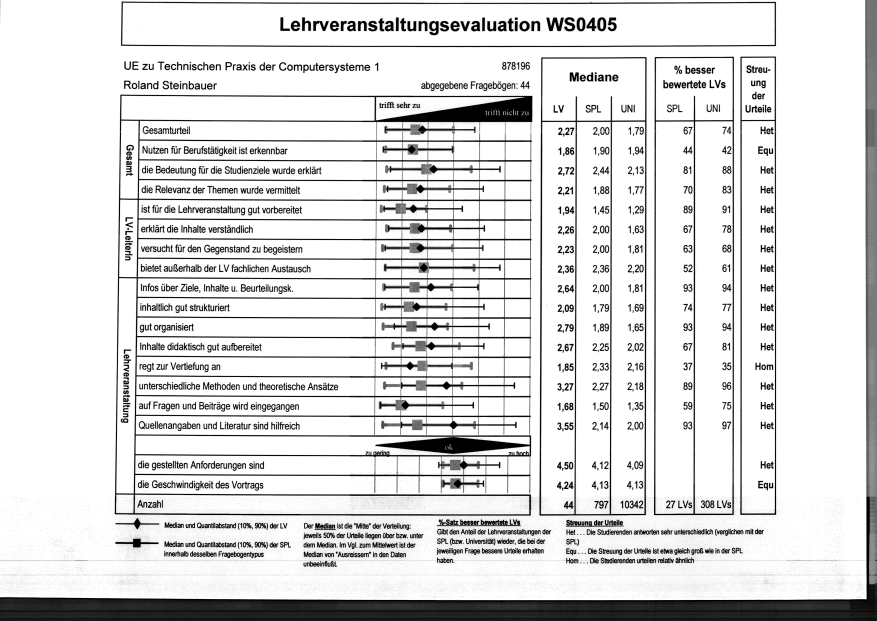 Lehrveranstaltungsevaluation WS0405
UE zu Technischen Praxis der Computersysteme 1 878196
Roland Steinbauer abgegebene Fragebögen: 44
Mediane
% besser bewertete LVs
Streu-
ung
der
Urteile
trifft sehr zu trifft nicht zu
LV SPL UNI SPL UNI
Gesamt
Gesamturteil 2,27 2,00 1,79 67 74 Het
Nutzen für Berufstätigkeit ist erkennbar 1,86 1,90 1,94 44 42 Equ
die Bedeutung für die Studienziele wurde erklärt 2,72 2,44 2,13 81 88 Het
die Relevanz der Themen wurde vermittelt 2,21 1,88 1,77 70 83 Het
LV-LeiterIn
ist für die Lehrveranstaltung gut vorbereitet 1,94 1,45 1,29 89 91 Het
erklärt die Inhalte verständlich 2,26 2,00 1,63 67 78 Het
versucht für den Gegenstand zu begeistern 2,23 2,00 1,81 63 68 Het
bietet außerhalb der LV fachlichen Austausch 2,36 2,36 2,20 52 61 Het
Lehrveranstaltung
Infos über Ziele, Inhalte u. Beurteilungsk. 2,64 2,00 1,81 93 94 Het
inhaltlich gut strukturiert 2,09 1,79 1,69 74 77 Het
gut organisiert 2,79 1,89 1,65 93 94 Het
Inhalte didaktisch gut aufbereitet 2,67 2,25 2,02 67 81 Het
regt zur Vertiefung an 1,85 2,33 2,16 37 35 Hom
unterschiedliche Methoden und theoretische Ansätze 3,27 2,27 2,18 89 96 Het
auf Fragen und Beiträge wird eingegangen 1,68 1,50 1,35 59 75 Het
Quellenangaben und Literatur sind hilfreich 3,55 2,14 2,00 93 97 Het
zu gering ok zu hoch
die gestellten Anforderungen sind 4,50 4,12 4,09 Het
die Geschwindigkeit des Vortrags 4,24 4,13 4,13 Equ
Anzahl 44 797 10342 27 LVs 308 LVs
Median und Quantilabstand (10%, 90%) der LV
Median und Quantilabstand (10%, 90%) der SPL
innerhalb desselben Fragebogentypus
Der Median ist die "Mitte" der Verteilung:
jeweils 50% der Urteile liegen über bzw. unter
dem Median. Im Vgl. zum Mittelwert ist der
Median von "Ausreissern" in den Daten
unbeeinflußt.
%-Satz besser bewertete LVs
Gibt den Anteil der Lehrveranstaltungen der
SPL (bzw. Universität) wieder, die bei der
jeweiligen Frage bessere Urteile erhalten
haben.
Streuung der Urteile
Het . . . Die Studierenden antworten sehr unterschiedlich (verglichen mit der
SPL)
Equ . . . Die Streuung der Urteile ist etwa gleich groß wie in der SPL
Hom . . . Die Studierenden urteilen relativ ähnlich